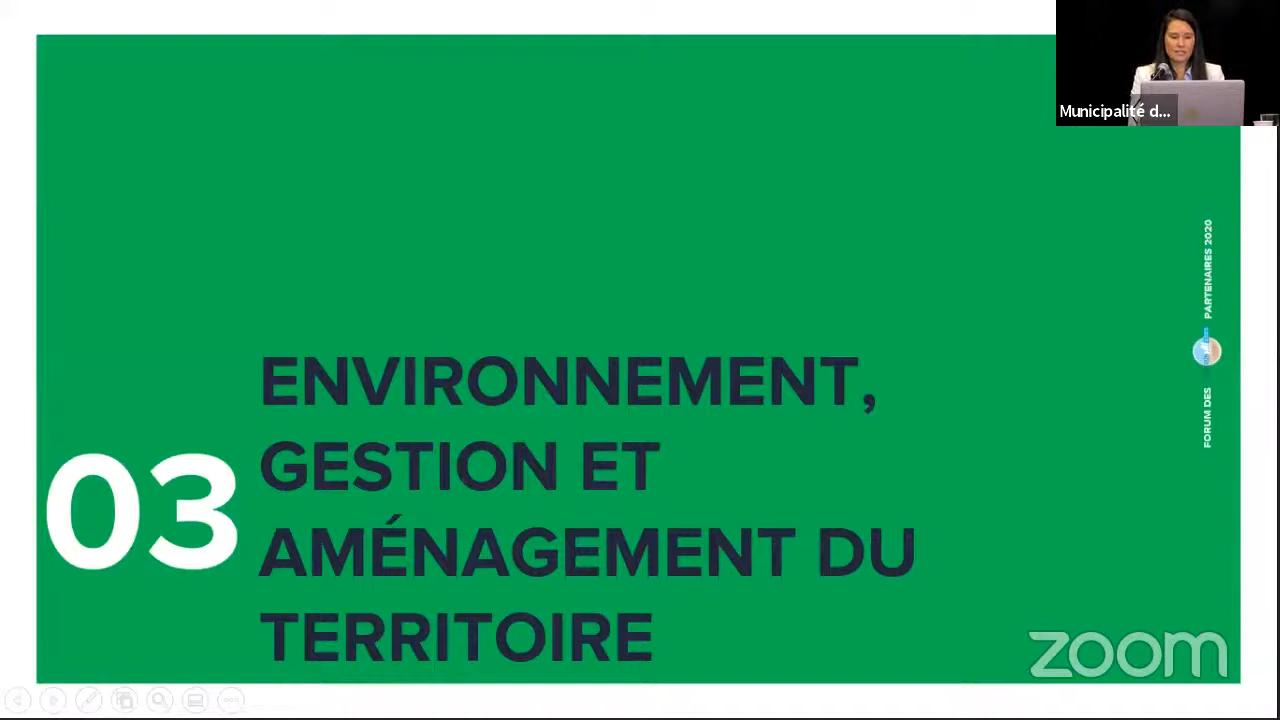 Municipalité d...
FORUM DES PARTENAIRES 2020
03
ENVIRONNEMENT,
GESTION ET
AMÉNAGEMENT DU
TERRITOIRE
zoom